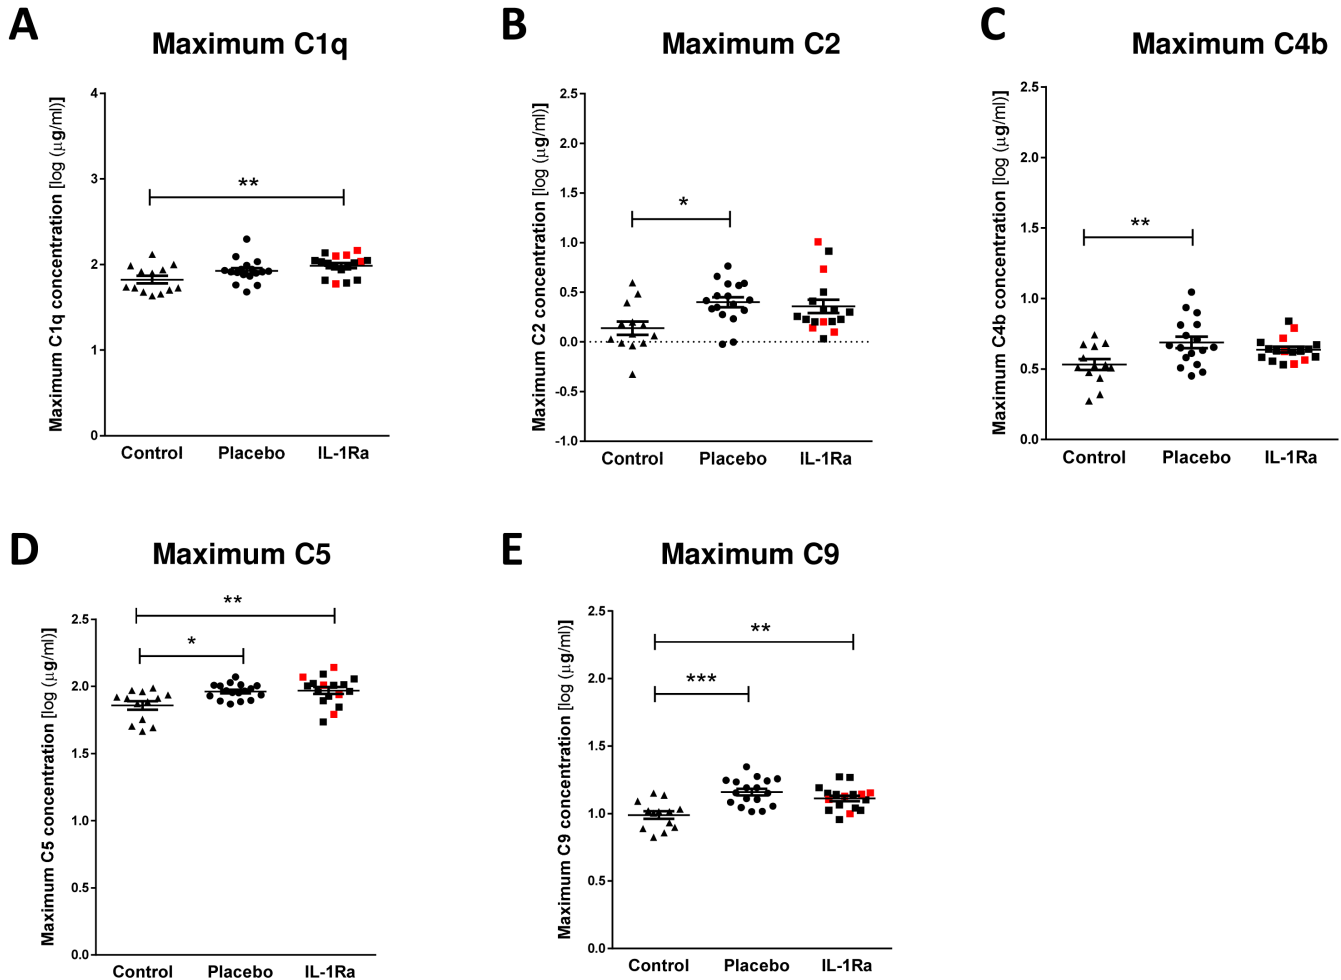 A
Maximum C1q
Maximum C1q concentration [log (μg/ml)]
4
3
2
1
0
**
Control Placebo IL-1Ra
B
Maximum C2
Maximum C2 concentration [log (μg/ml)]
2.5
2.0
1.5
1.0
0.5
0.0
-0.5
-1.0
*
Control Placebo IL-1Ra
C
Maximum C4b
Maximum C4b concentration [log (μg/ml)]
2.5
2.0
1.5
1.0
0.5
0.0
**
Control Placebo IL-1Ra
D
Maximum C5
Maximum C5 concentration [log (μg/ml)]
2.5
2.0
1.5
1.0
0.5
0.0
**
*
Control Placebo IL-1Ra
E
Maximum C9
Maximum C9 concentration [log (μg/ml)]
2.5
2.0
1.5
1.0
0.5
0.0
**
***
Control Placebo IL-1Ra